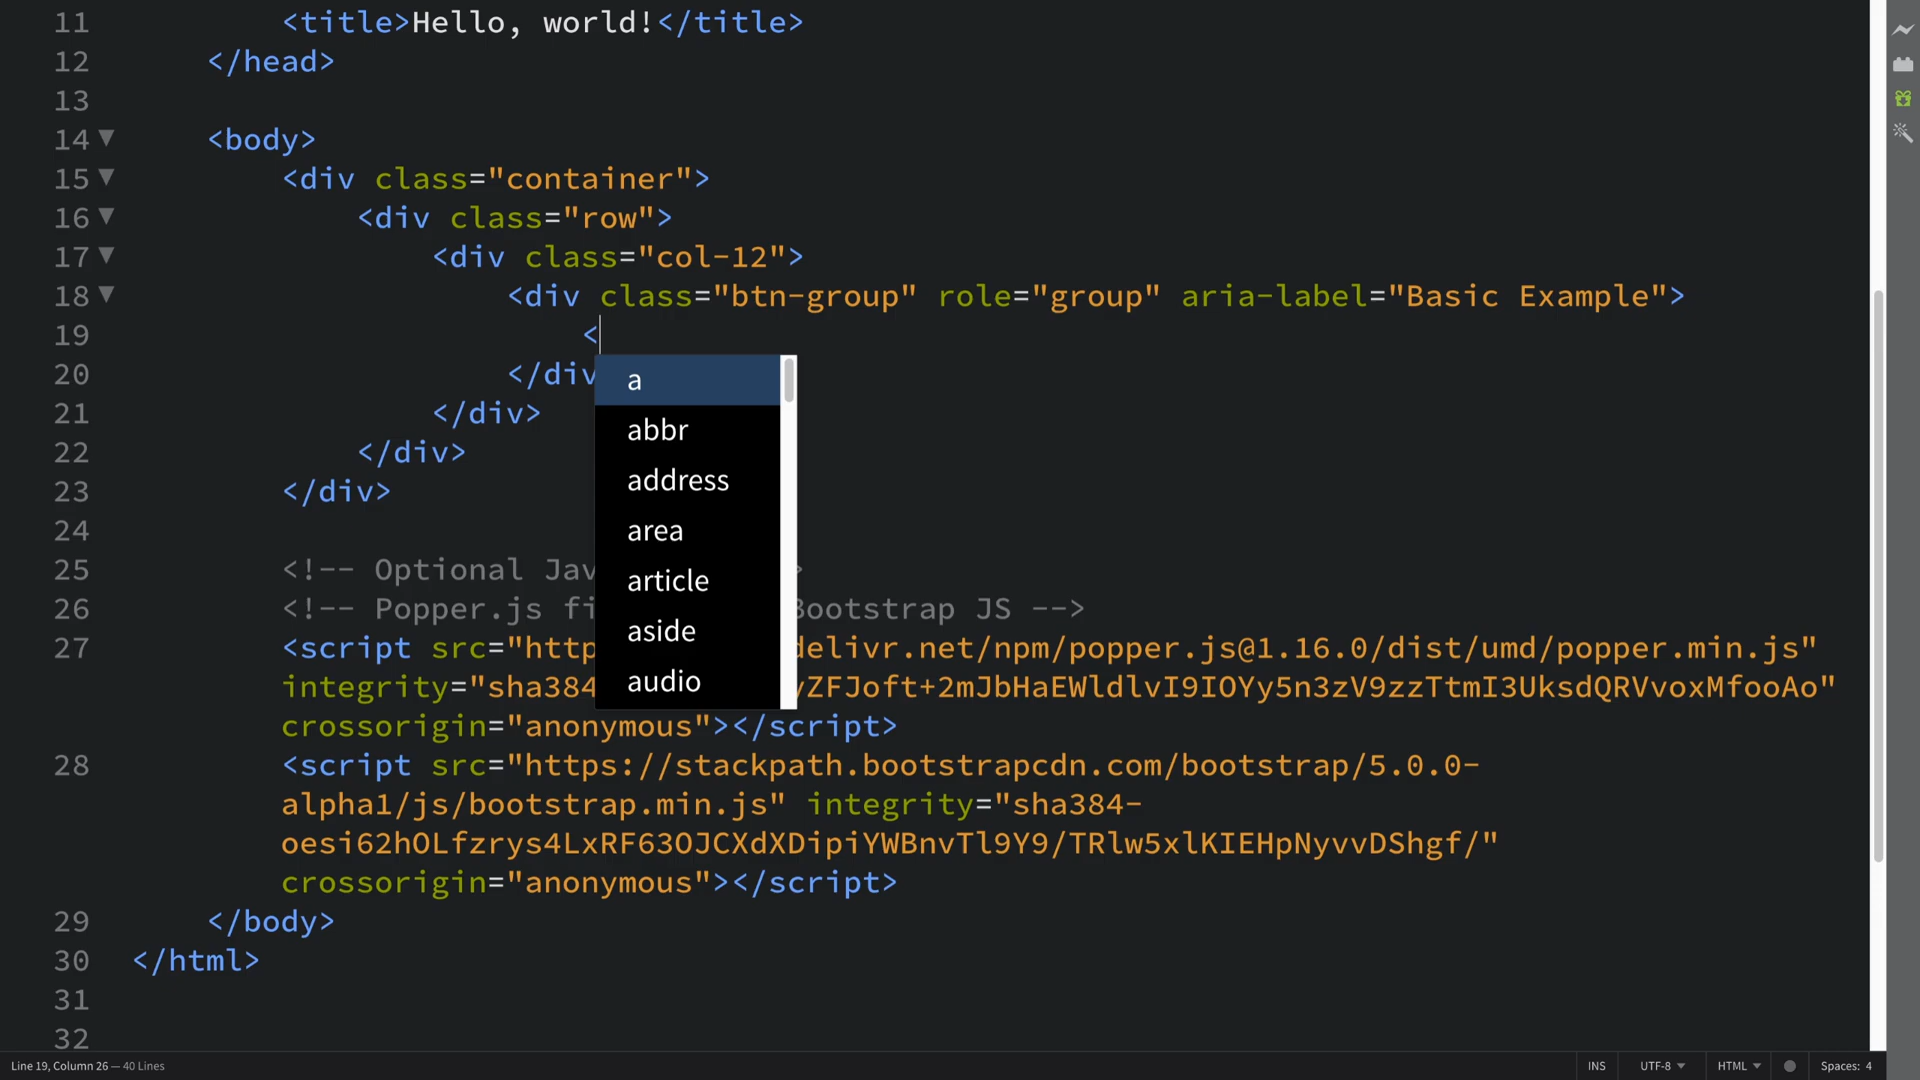 11 <title>Hello, world!</title>
12 </head>
13
14 <body>
15 <div class="container">
16 <div class="row">
17 <div class="col-12">
18 <div class="btn-group" role="group" aria-label="Basic Example">
19 <
a
20 </div
abbr
21 </div>
22 </div>
address
23 </div>
24
area
25 <!-- Optional Jav >
article
26 <!-- Popper.js fi Bootstrap JS -->
aside
27 <script src="http delivr.net/npm/popper.js@1.16.0/dist/umd/popper.min.js"
audio
integrity="sha384 yZFJoft+2mJbHaEWldlvI9IOYy5n3zV9zzTtmI3UksdQRVvoxMfooAo"
crossorigin="anonymous"></script>
28 <script src="https://stackpath.bootstrapcdn.com/bootstrap/5.0.0-
alpha1/js/bootstrap.min.js" integrity="sha384-
oesi62hOLfzrys4LxRF63OJCXdXDipiYWBnvTl9Y9/TRlw5xlKIEHpNyvvDShgf/"
crossorigin="anonymous"></script>
29 </body>
30 </html>
31
32
Line 19, Column 26 — 40 Lines
INS UTF-8 HTML Spaces: 4